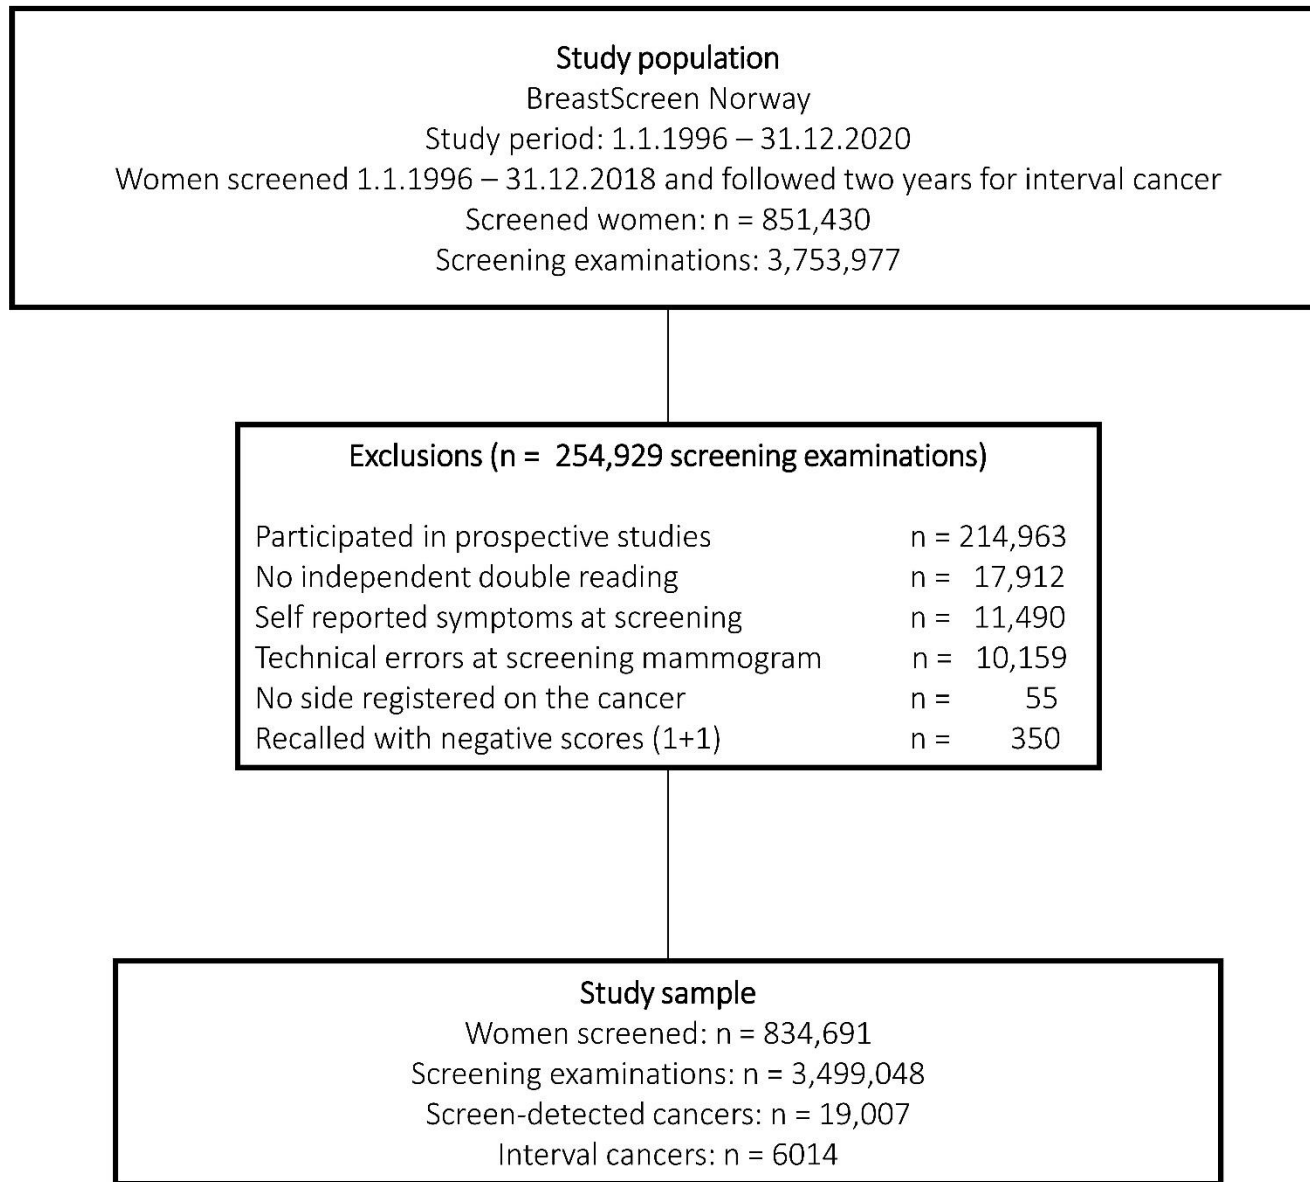 Study population
BreastScreen Norway
Study period: 1.1.1996 – 31.12.2020
Women screened 1.1.1996 – 31.12.2018 and followed two years for interval cancer
Screened women: n = 851,430
Screening examinations: 3,753,977
Exclusions (n = 254,929 screening examinations)
Participated in prospective studies n = 214,963
No independent double reading n = 17,912
Self reported symptoms at screening n = 11,490
Technical errors at screening mammogram n = 10,159
No side registered on the cancer n = 55
Recalled with negative scores (1+1) n = 350
Study sample
Women screened: n = 834,691
Screening examinations: n = 3,499,048
Screen-detected cancers: n = 19,007
Interval cancers: n = 6014